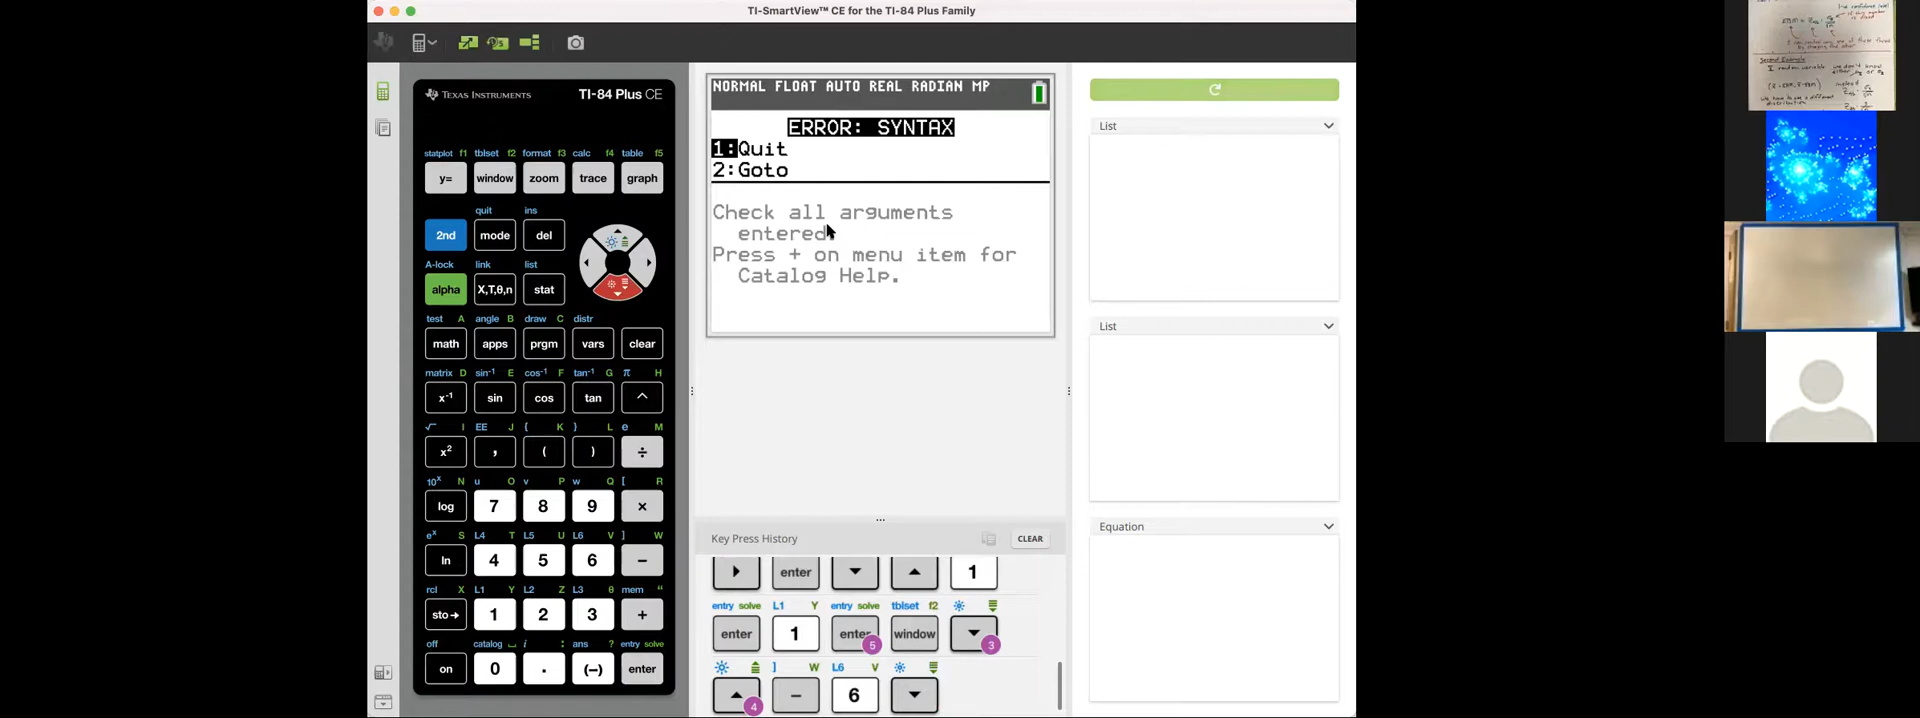 TI-SmartView™ CE for the TI-84 Plus Family
TEXAS INSTRUMENTS TI-84 Plus CE
statplot f1 tblset f2 format f3 calc f4 table f5
y= window zoom trace graph
quit ins
2nd mode del
A-lock link list
alpha X,T,θ,n stat
test A angle B draw C distr
math apps prgm vars clear
matrix D sin⁻¹ E cos⁻¹ F tan⁻¹ G π H
x⁻¹ sin cos tan ^
√ I EE J { K } L e M
x² , ( ) ÷
10ˣ N u O v P w Q [ R
log 7 8 9 ×
eˣ S L4 T L5 U L6 V ] W
ln 4 5 6 −
rcl X L1 Y L2 Z L3 θ mem "
sto→ 1 2 3 +
off catalog ⎵ i : ans ? entry solve
on 0 . (−) enter
NORMAL FLOAT AUTO REAL RADIAN MP
ERROR: SYNTAX
1:Quit
2:Goto
Check all arguments
entered.
Press + on menu item for
Catalog Help.
Key Press History
CLEAR
enter 1
entry solve L1 Y entry solve tblset f2
enter 1 enter window
5 3
] W L6 V
− 6
4
List
List
Equation
Second Example